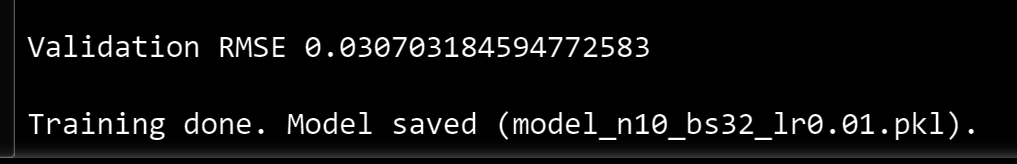 Validation RMSE 0.030703184594772583
Training done. Model saved (model_n10_bs32_lr0.01.pkl).